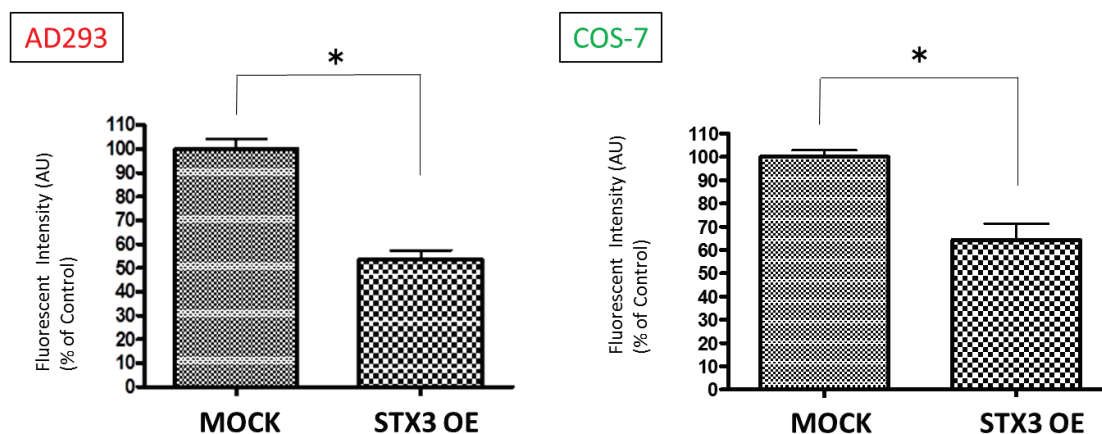 AD293
*
Fluorescent Intensity (AU)
(% of Control)
110
100
90
80
70
60
50
40
30
20
10
0
MOCK
STX3 OE
COS-7
*
Fluorescent Intensity (AU)
(% of Control)
110
100
90
80
70
60
50
40
30
20
10
0
MOCK
STX3 OE